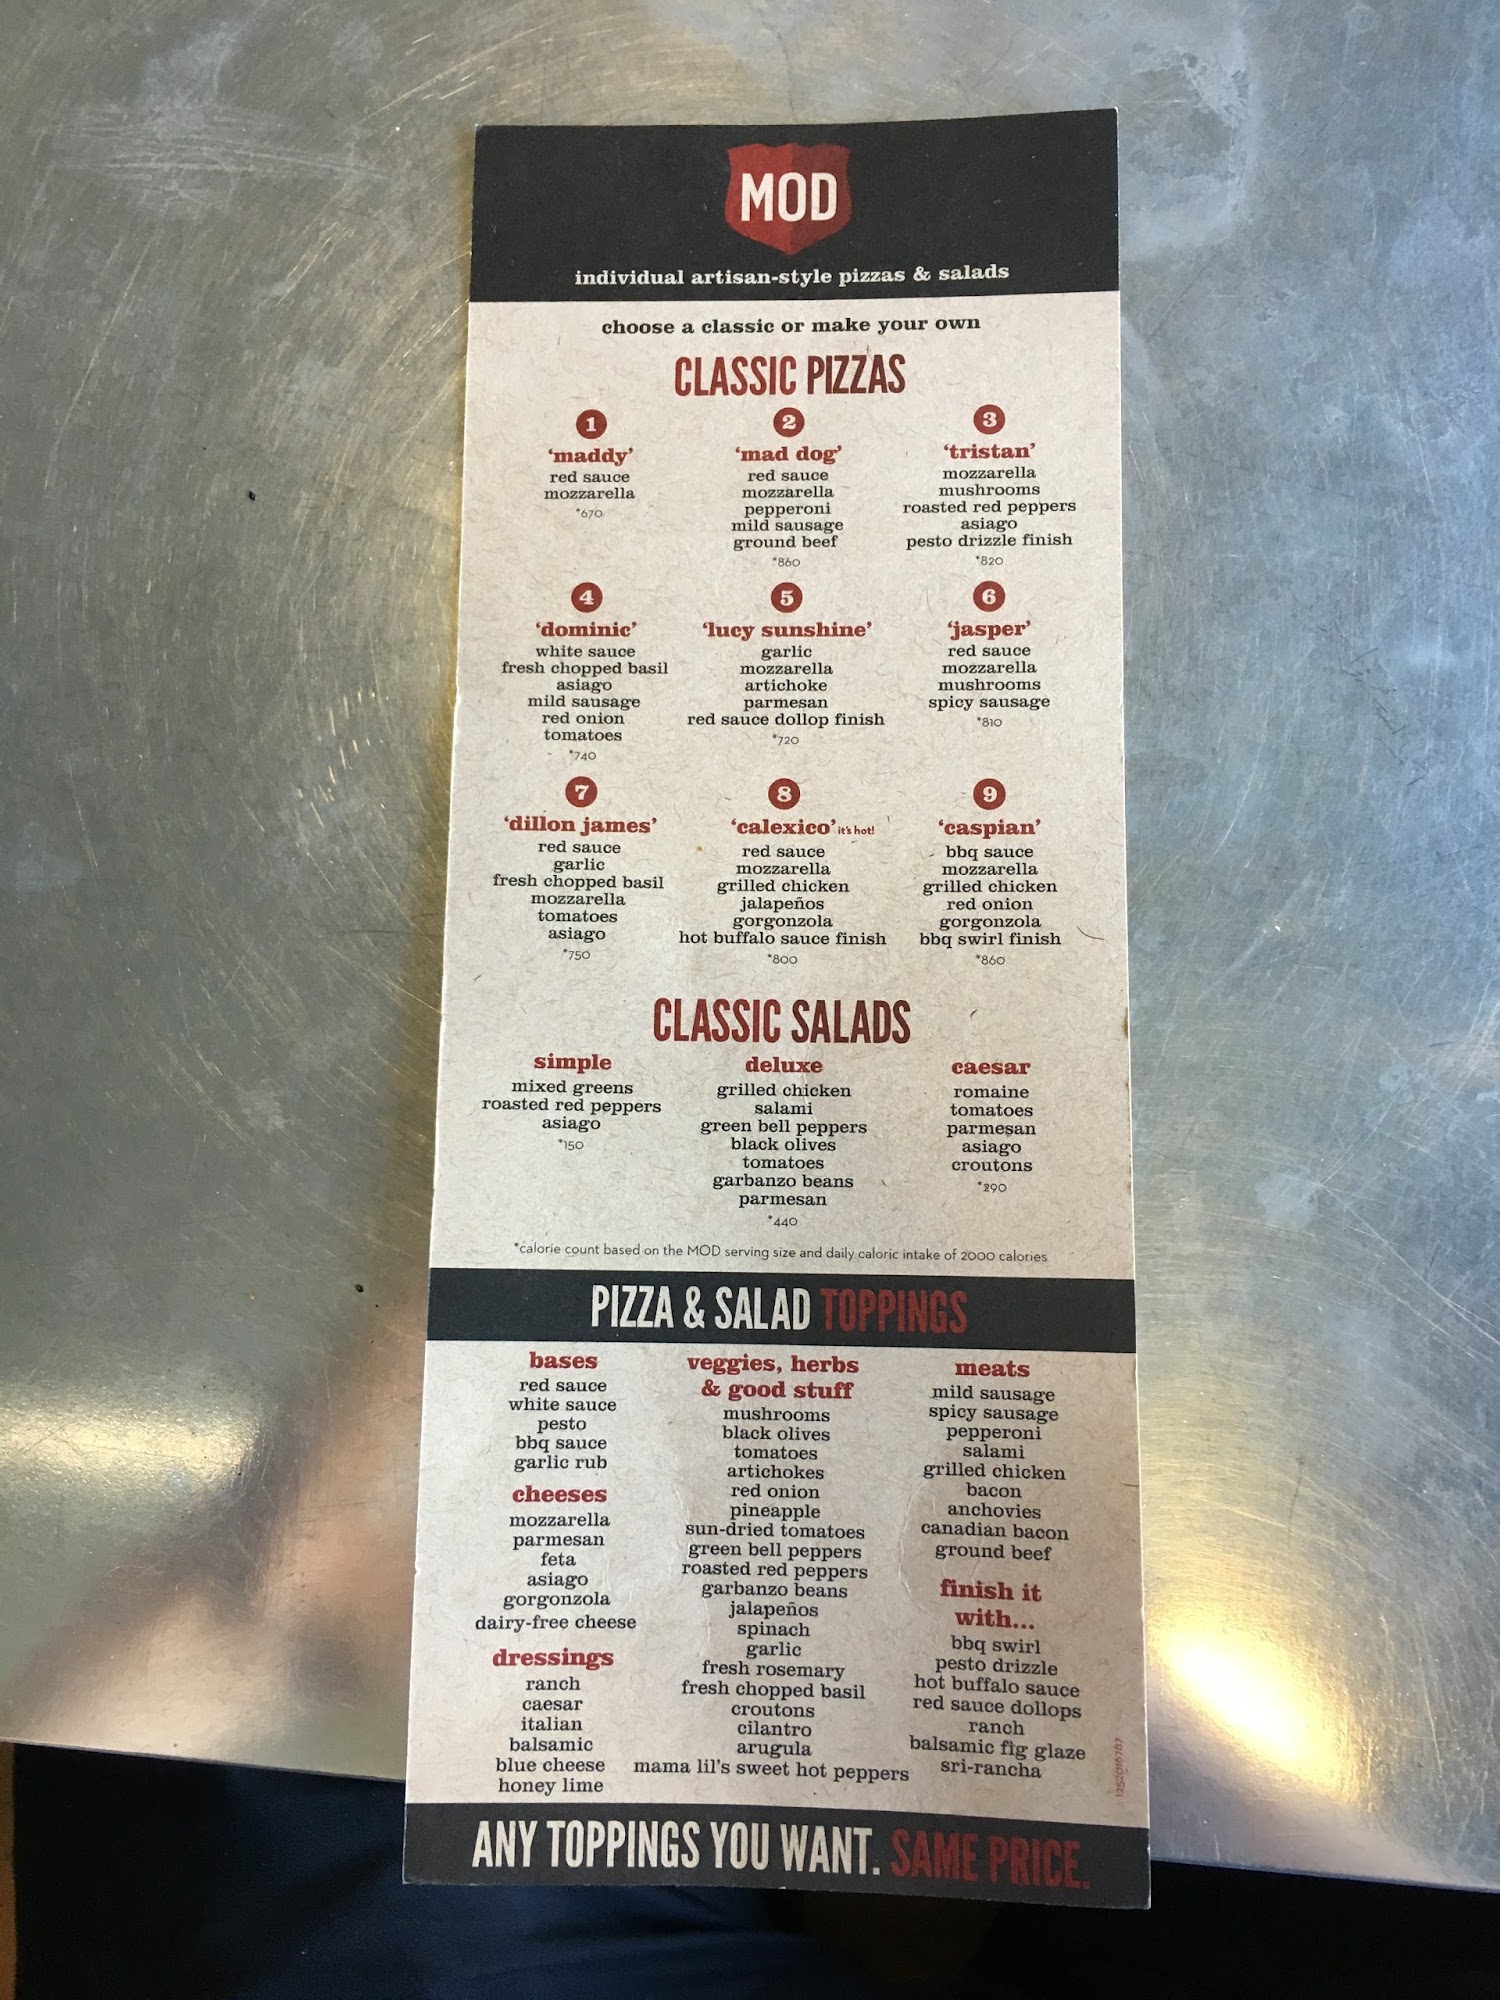 MOD
individual artisan-style pizzas & salads
choose a classic or make your own
CLASSIC PIZZAS
1
'maddy'
red sauce
mozzarella
*670
2
'mad dog'
red sauce
mozzarella
pepperoni
mild sausage
ground beef
*860
3
'tristan'
mozzarella
mushrooms
roasted red peppers
asiago
pesto drizzle finish
*820
4
'dominic'
white sauce
fresh chopped basil
asiago
mild sausage
red onion
tomatoes
*740
5
'lucy sunshine'
garlic
mozzarella
artichoke
parmesan
red sauce dollop finish
*720
6
'jasper'
red sauce
mozzarella
mushrooms
spicy sausage
*810
7
'dillon james'
red sauce
garlic
fresh chopped basil
mozzarella
tomatoes
asiago
*750
8
'calexico' it's hot!
red sauce
mozzarella
grilled chicken
jalapeños
gorgonzola
hot buffalo sauce finish
*800
9
'caspian'
bbq sauce
mozzarella
grilled chicken
red onion
gorgonzola
bbq swirl finish
*860
CLASSIC SALADS
simple
mixed greens
roasted red peppers
asiago
*150
deluxe
grilled chicken
salami
green bell peppers
black olives
tomatoes
garbanzo beans
parmesan
*440
caesar
romaine
tomatoes
parmesan
asiago
croutons
*290
*calorie count based on the MOD serving size and daily caloric intake of 2000 calories
PIZZA & SALAD TOPPINGS
bases
red sauce
white sauce
pesto
bbq sauce
garlic rub
cheeses
mozzarella
parmesan
feta
asiago
gorgonzola
dairy-free cheese
dressings
ranch
caesar
italian
balsamic
blue cheese
honey lime
veggies, herbs
& good stuff
mushrooms
black olives
tomatoes
artichokes
red onion
pineapple
sun-dried tomatoes
green bell peppers
roasted red peppers
garbanzo beans
jalapeños
spinach
garlic
fresh rosemary
fresh chopped basil
croutons
cilantro
arugula
mama lil's sweet hot peppers
meats
mild sausage
spicy sausage
pepperoni
salami
grilled chicken
bacon
anchovies
canadian bacon
ground beef
finish it
with...
bbq swirl
pesto drizzle
hot buffalo sauce
red sauce dollops
ranch
balsamic fig glaze
sri-rancha
1252016787
ANY TOPPINGS YOU WANT. SAME PRICE.